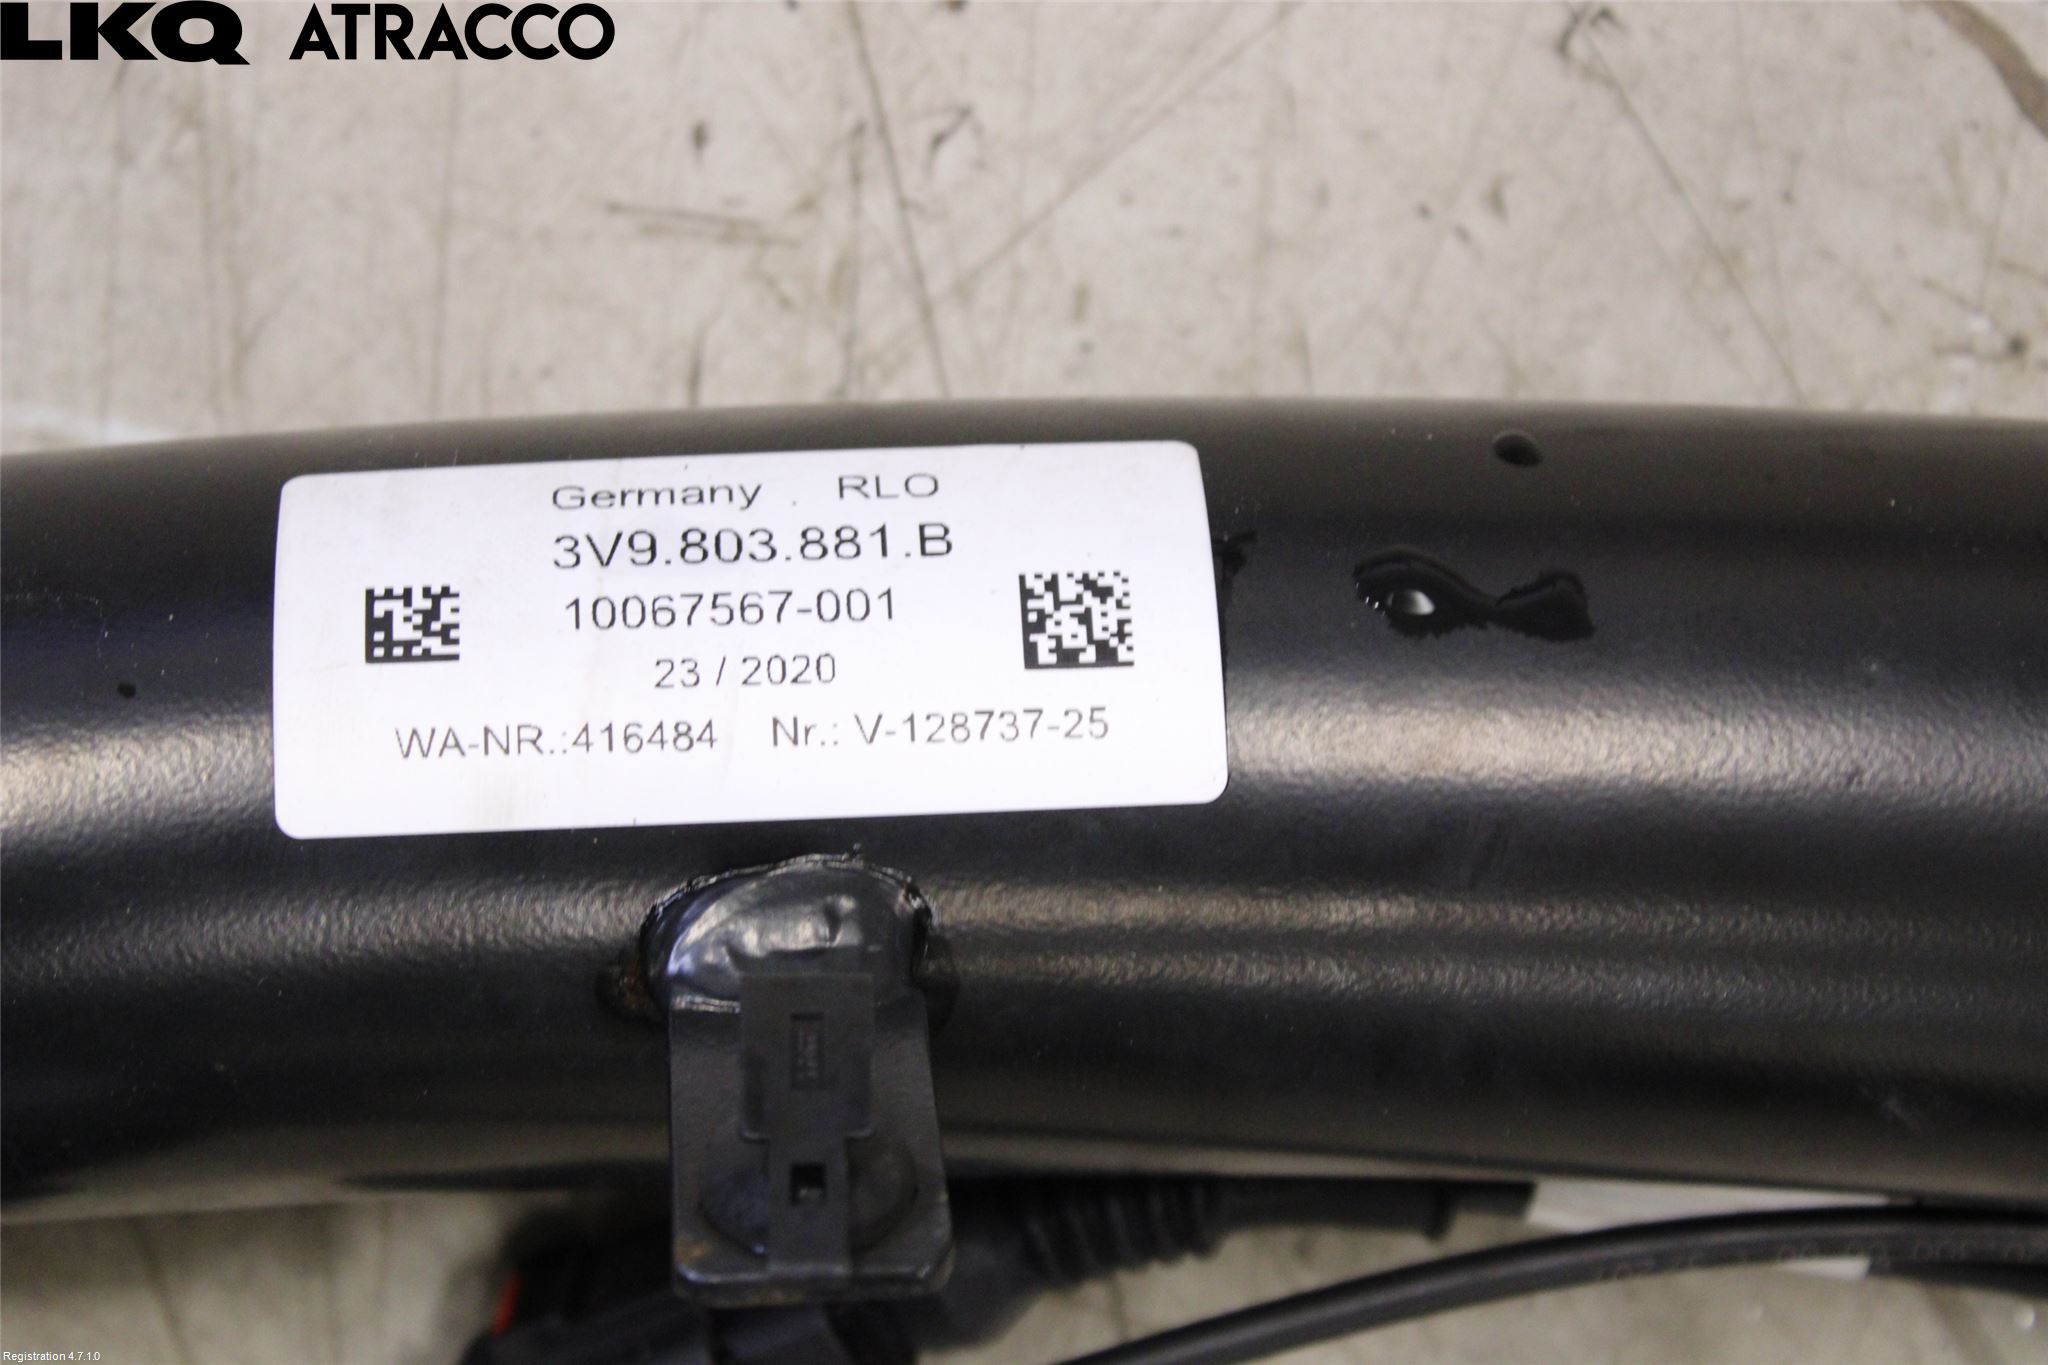 LKQ ATRACCO
Germany . RLO
3V9.803.881.B
10067567-001
23 / 2020
WA-NR.:416484 Nr.: V-128737-25
Registration 4.7.1.0